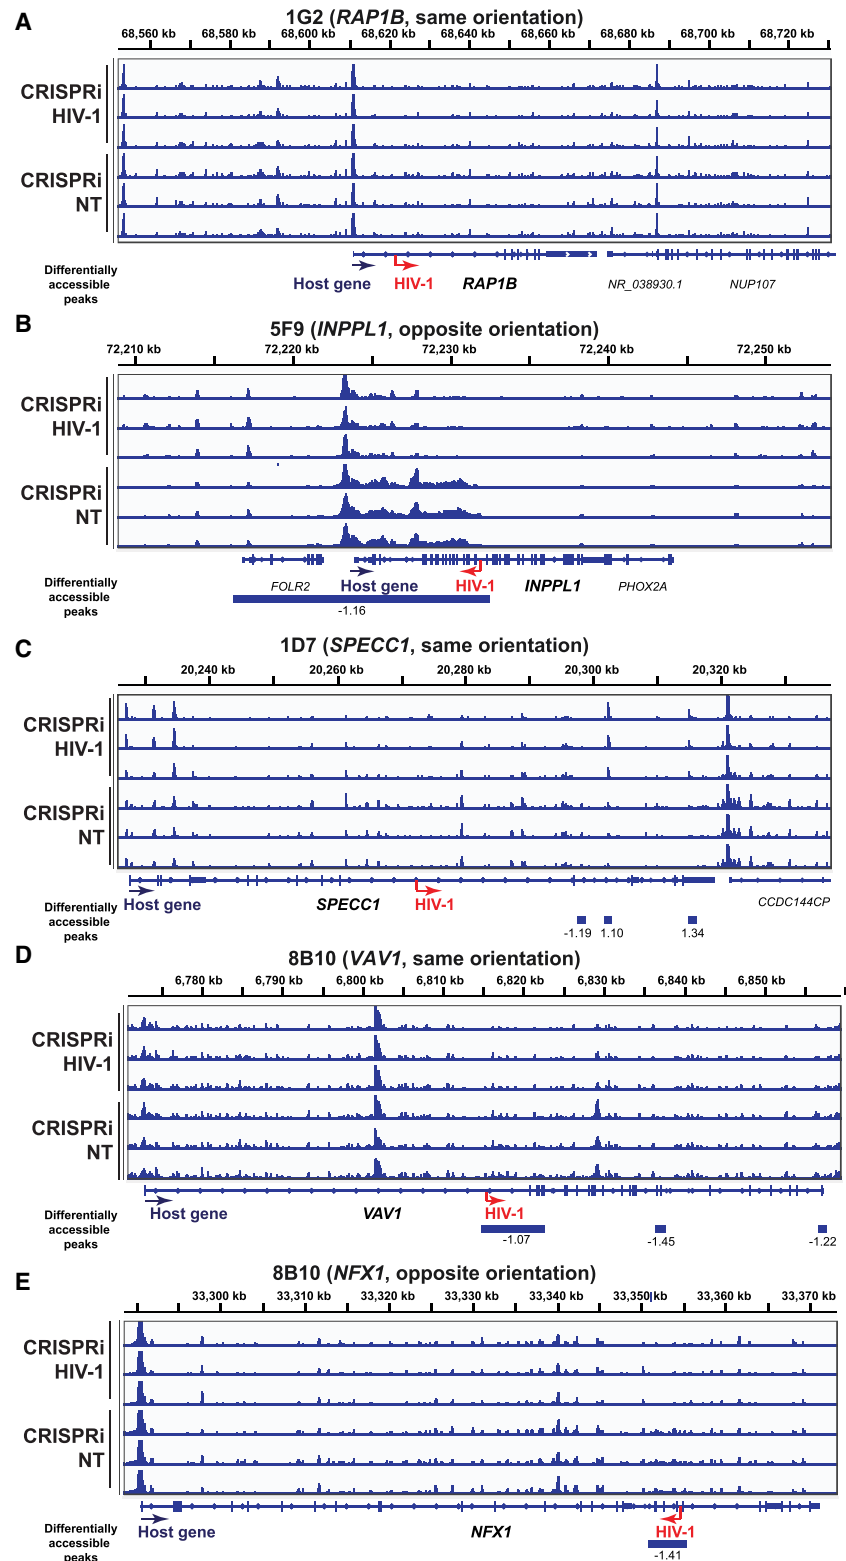 A
1G2 (RAP1B, same orientation)
68,560 kb 68,580 kb 68,600 kb 68,620 kb 68,640 kb 68,660 kb 68,680 kb 68,700 kb 68,720 kb
CRISPRi
HIV-1
CRISPRi
NT
Differentially
accessible
peaks
Host gene HIV-1 RAP1B NR_038930.1 NUP107
B
5F9 (INPPL1, opposite orientation)
72,210 kb 72,220 kb 72,230 kb 72,240 kb 72,250 kb
CRISPRi
HIV-1
CRISPRi
NT
Differentially
accessible
peaks
FOLR2 Host gene HIV-1 INPPL1 PHOX2A
-1.16
C
1D7 (SPECC1, same orientation)
20,240 kb 20,260 kb 20,280 kb 20,300 kb 20,320 kb
CRISPRi
HIV-1
CRISPRi
NT
Differentially
accessible
peaks
Host gene SPECC1 HIV-1 CCDC144CP
-1.19 1.10 1.34
D
8B10 (VAV1, same orientation)
6,780 kb 6,790 kb 6,800 kb 6,810 kb 6,820 kb 6,830 kb 6,840 kb 6,850 kb
CRISPRi
HIV-1
CRISPRi
NT
Differentially
accessible
peaks
Host gene VAV1 HIV-1
-1.07 -1.45 -1.22
E
8B10 (NFX1, opposite orientation)
33,300 kb 33,310 kb 33,320 kb 33,330 kb 33,340 kb 33,350 kb 33,360 kb 33,370 kb
CRISPRi
HIV-1
CRISPRi
NT
Differentially
accessible
peaks
Host gene NFX1 HIV-1
-1.41